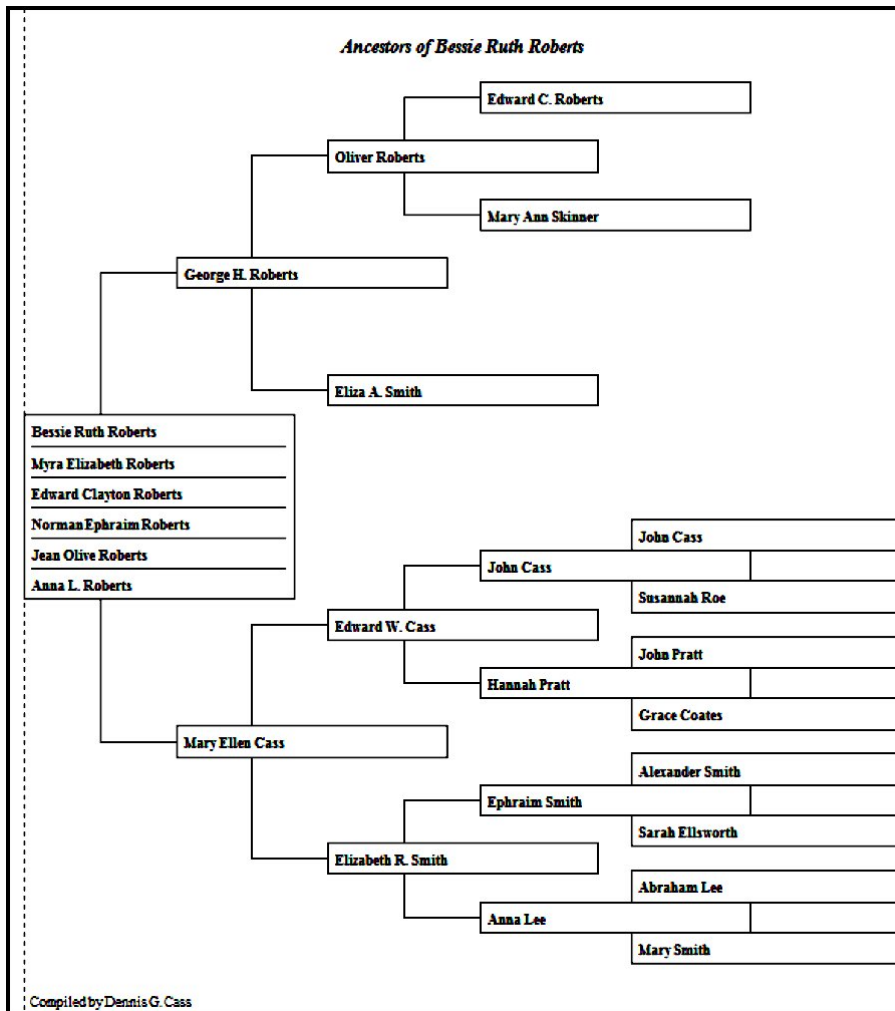 Ancestors of Bessie Ruth Roberts
Edward C. Roberts
Oliver Roberts
Mary Ann Skinner
George H. Roberts
Eliza A. Smith
Bessie Ruth Roberts
Myra Elizabeth Roberts
Edward Clayton Roberts
Norman Ephraim Roberts
Jean Olive Roberts
Anna L. Roberts
John Cass
John Cass
Susannah Roe
Edward W. Cass
John Pratt
Hannah Pratt
Grace Coates
Mary Ellen Cass
Alexander Smith
Ephraim Smith
Sarah Ellsworth
Elizabeth R. Smith
Abraham Lee
Anna Lee
Mary Smith
Compiled by Dennis G. Cass